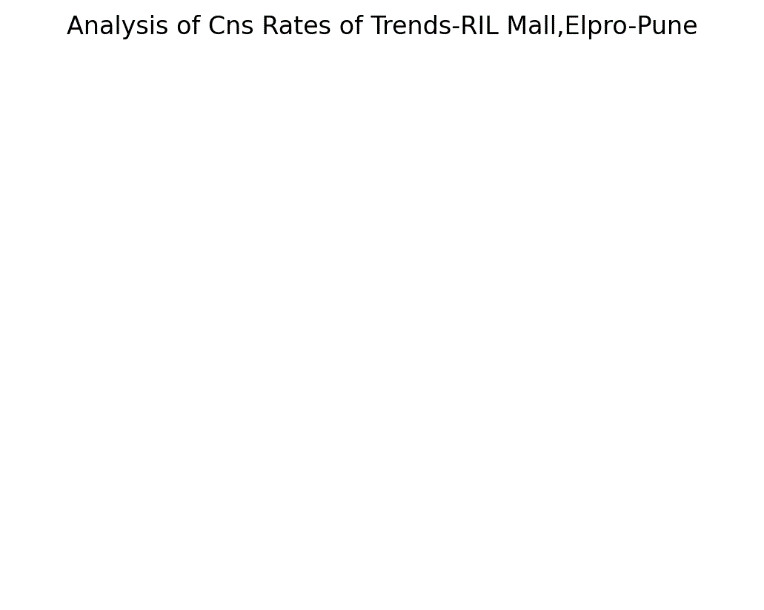 Analysis of Cns Rates of Trends-RIL Mall,Elpro-Pune